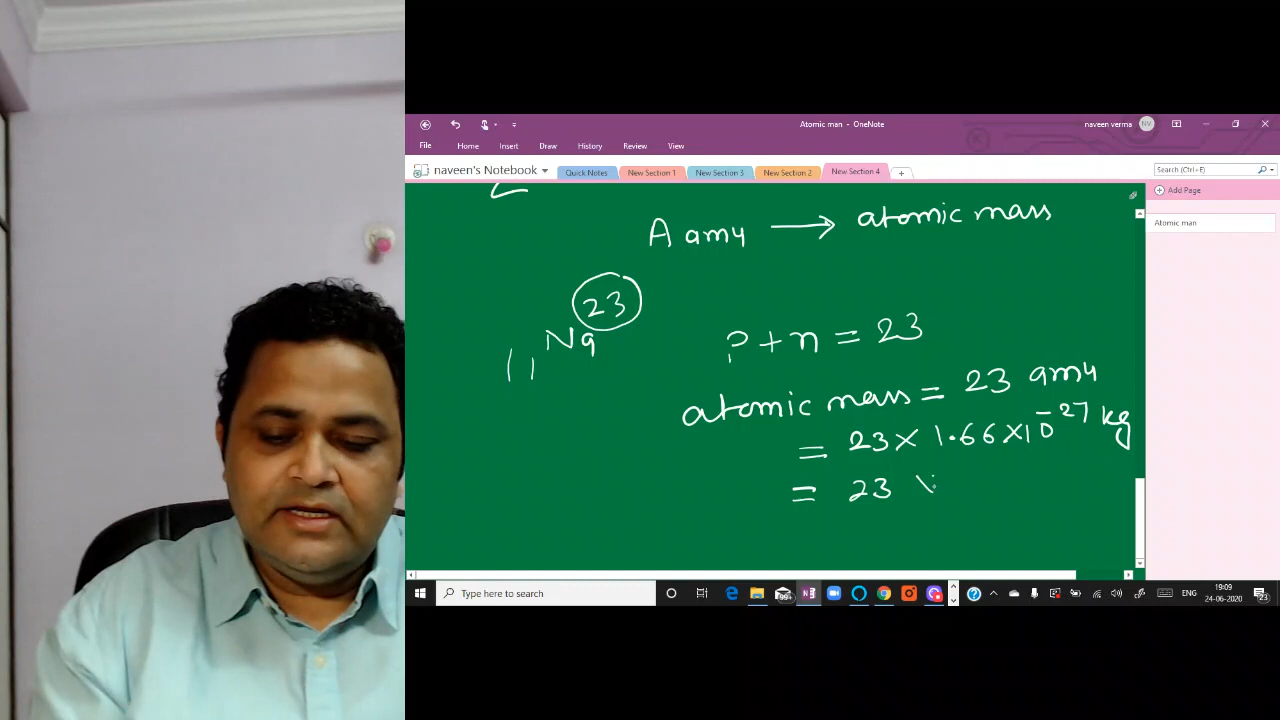 Atomic man - OneNote
naveen verma NV
File Home Insert Draw History Review View
naveen's Notebook Quick Notes New Section 1 New Section 3 New Section 2 New Section 4 Search (Ctrl+E)
Add Page
Atomic man
A amu → atomic mass
23
Na
11
P + n = 23
atomic mass = 23 amu
= 23 × 1.66 × 10⁻²⁷ kg
= 23
Type here to search
99+
ENG
19:09
24-06-2020
23